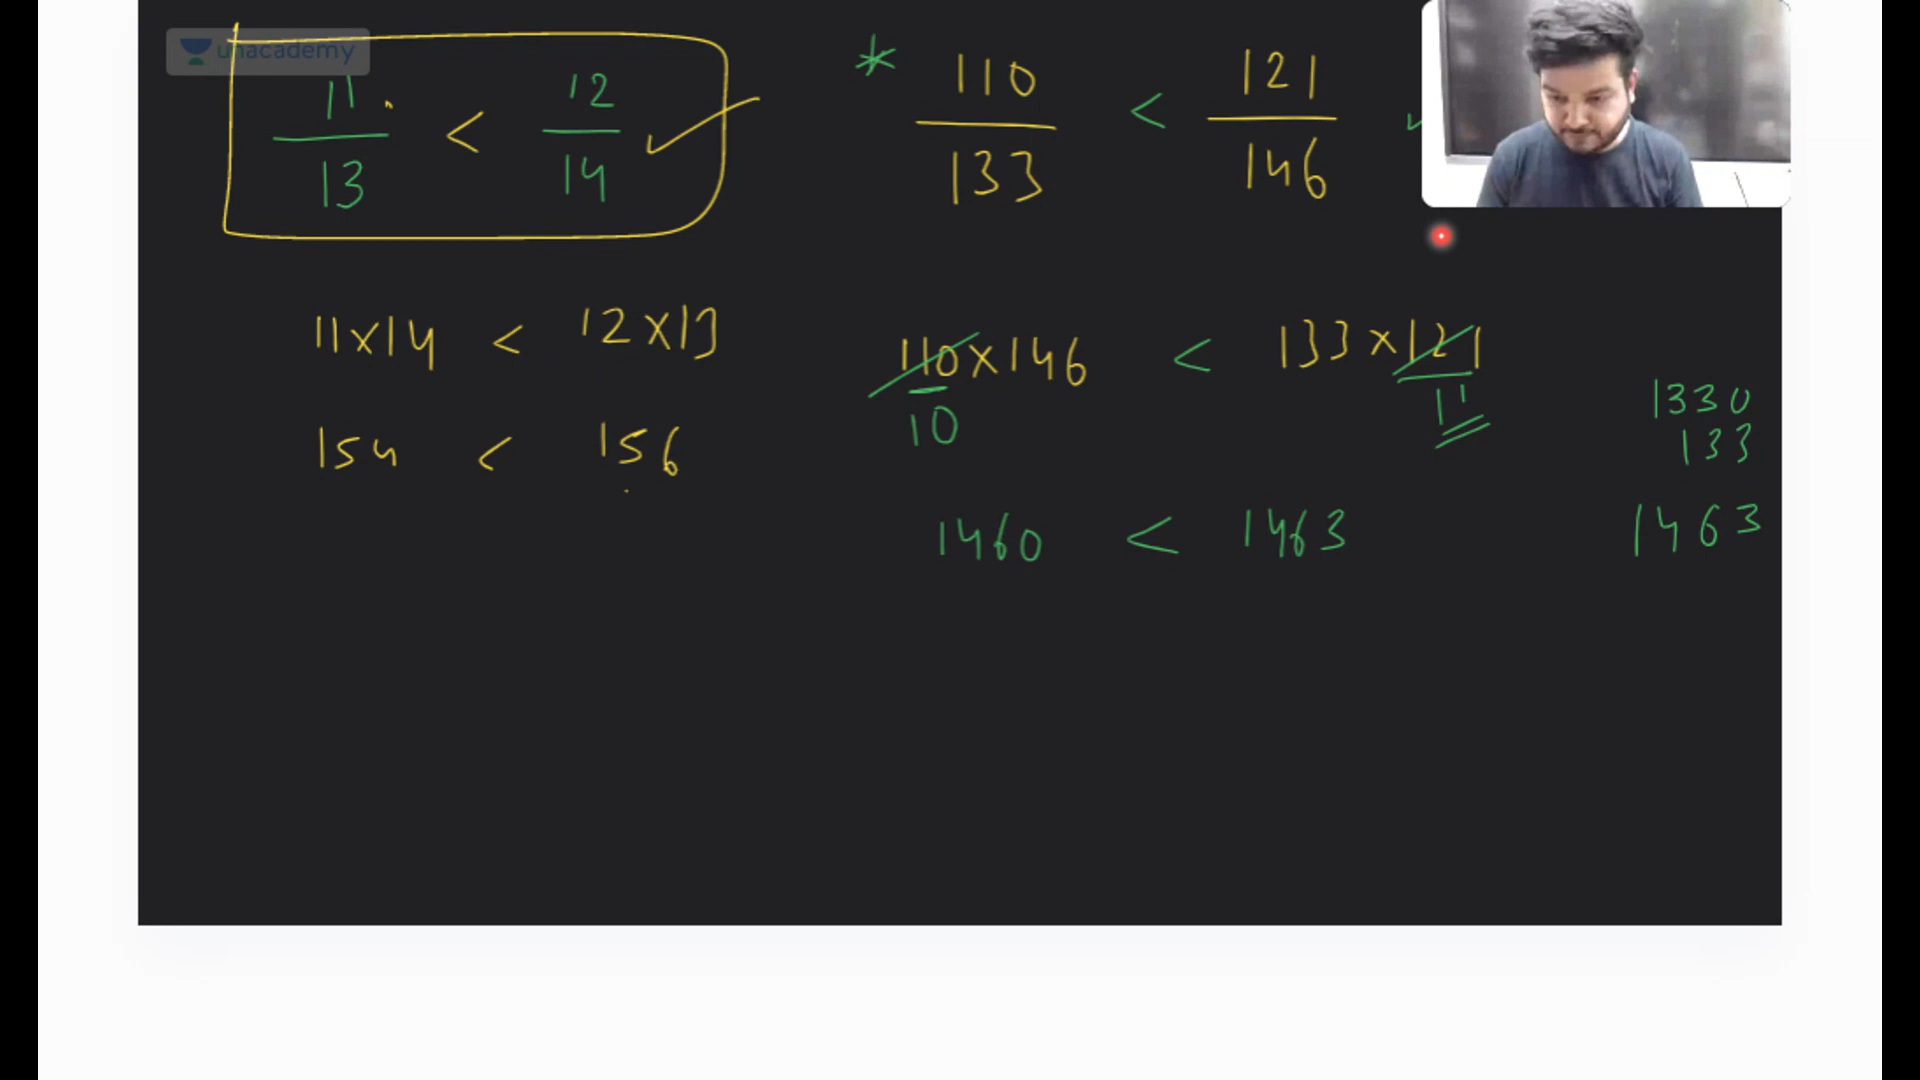 unacademy
11/13 < 12/14
* 110/133 < 121/146
11x14 < 12x13
110x146 < 133x121
10
11
154 < 156
1460 < 1463
1330
133
1463